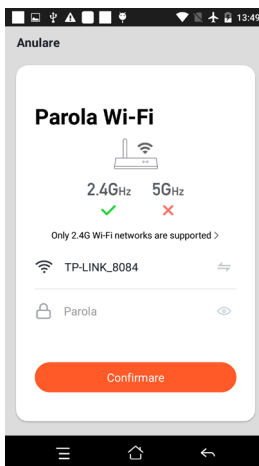 13:49
Anulare
Parola Wi-Fi
2.4GHz 5GHz
Only 2.4G Wi-Fi networks are supported >
TP-LINK_8084
Parola
Confirmare